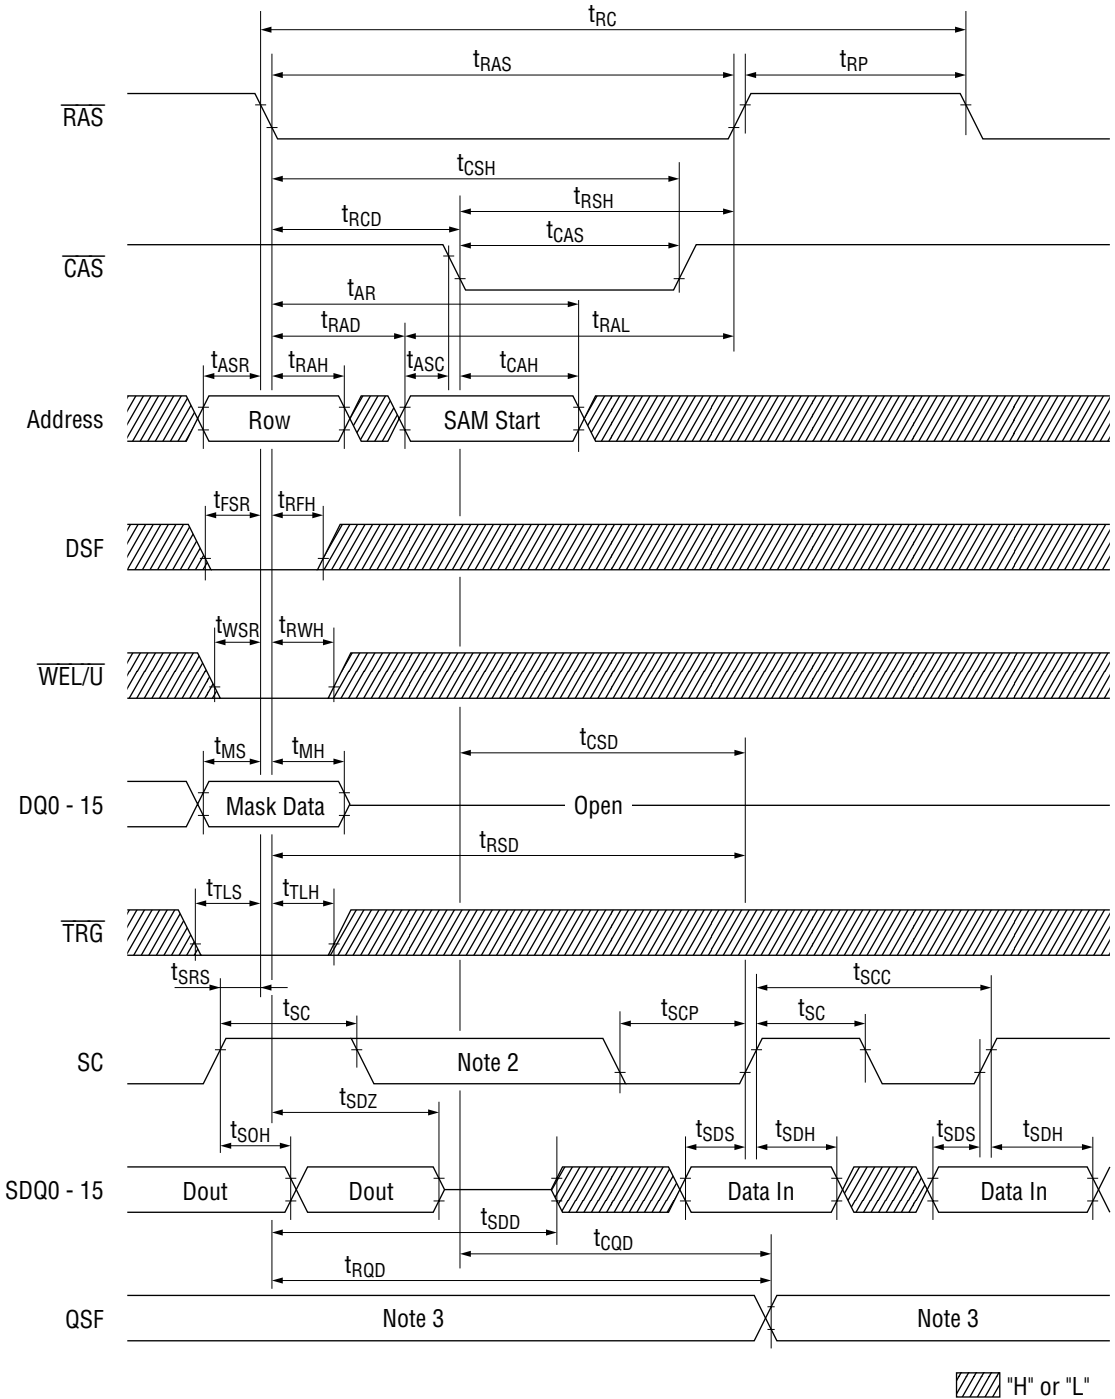 tRC
tRAS
tRP
RAS
tCSH
tRSH
tRCD
tCAS
CAS
tAR
tRAD
tRAL
tASR
tRAH
tASC
tCAH
Address
Row
SAM Start
tFSR
tRFH
DSF
tWSR
tRWH
WEL/U
tCSD
tMS
tMH
DQ0 - 15
Mask Data
Open
tRSD
tTLS
tTLH
TRG
tSRS
tSCC
tSC
tSCP
tSC
SC
Note 2
tSDZ
tSOH
tSDS
tSDH
tSDS
tSDH
SDQ0 - 15
Dout
Dout
Data In
Data In
tSDD
tCQD
tRQD
QSF
Note 3
Note 3
"H" or "L"